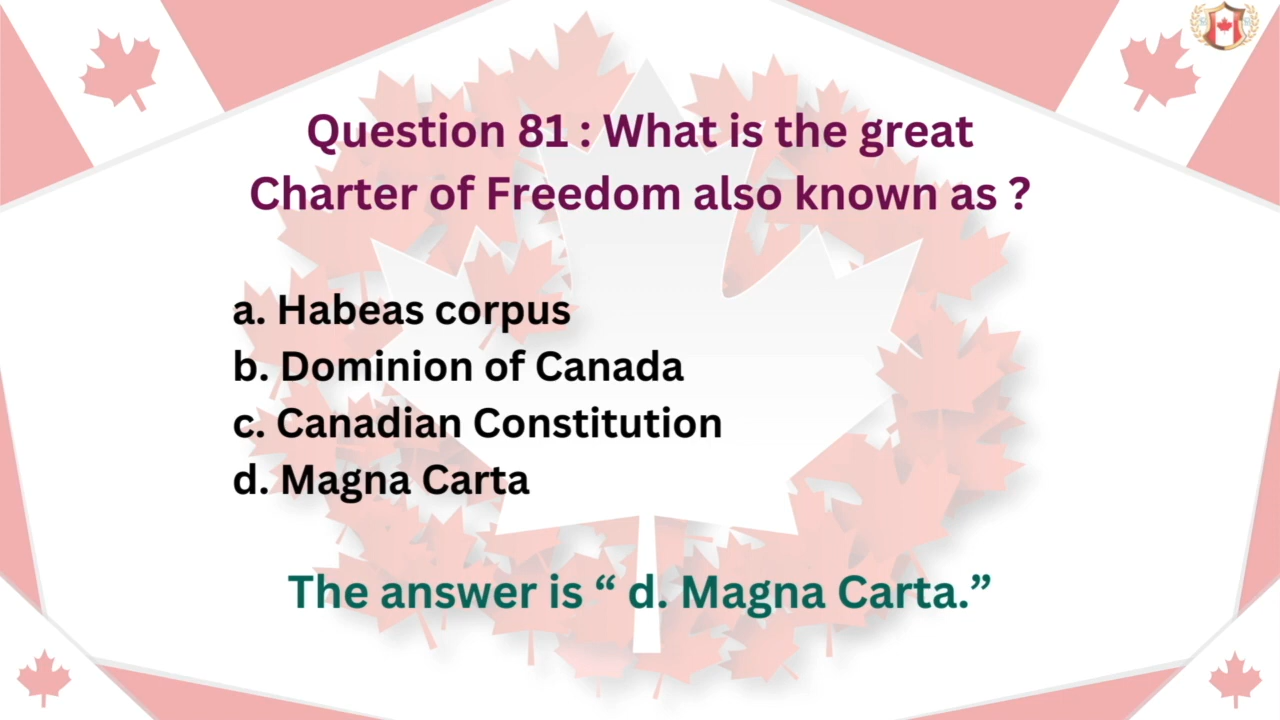 Question 81 : What is the great
Charter of Freedom also known as ?
a. Habeas corpus
b. Dominion of Canada
c. Canadian Constitution
d. Magna Carta
The answer is “ d. Magna Carta.”